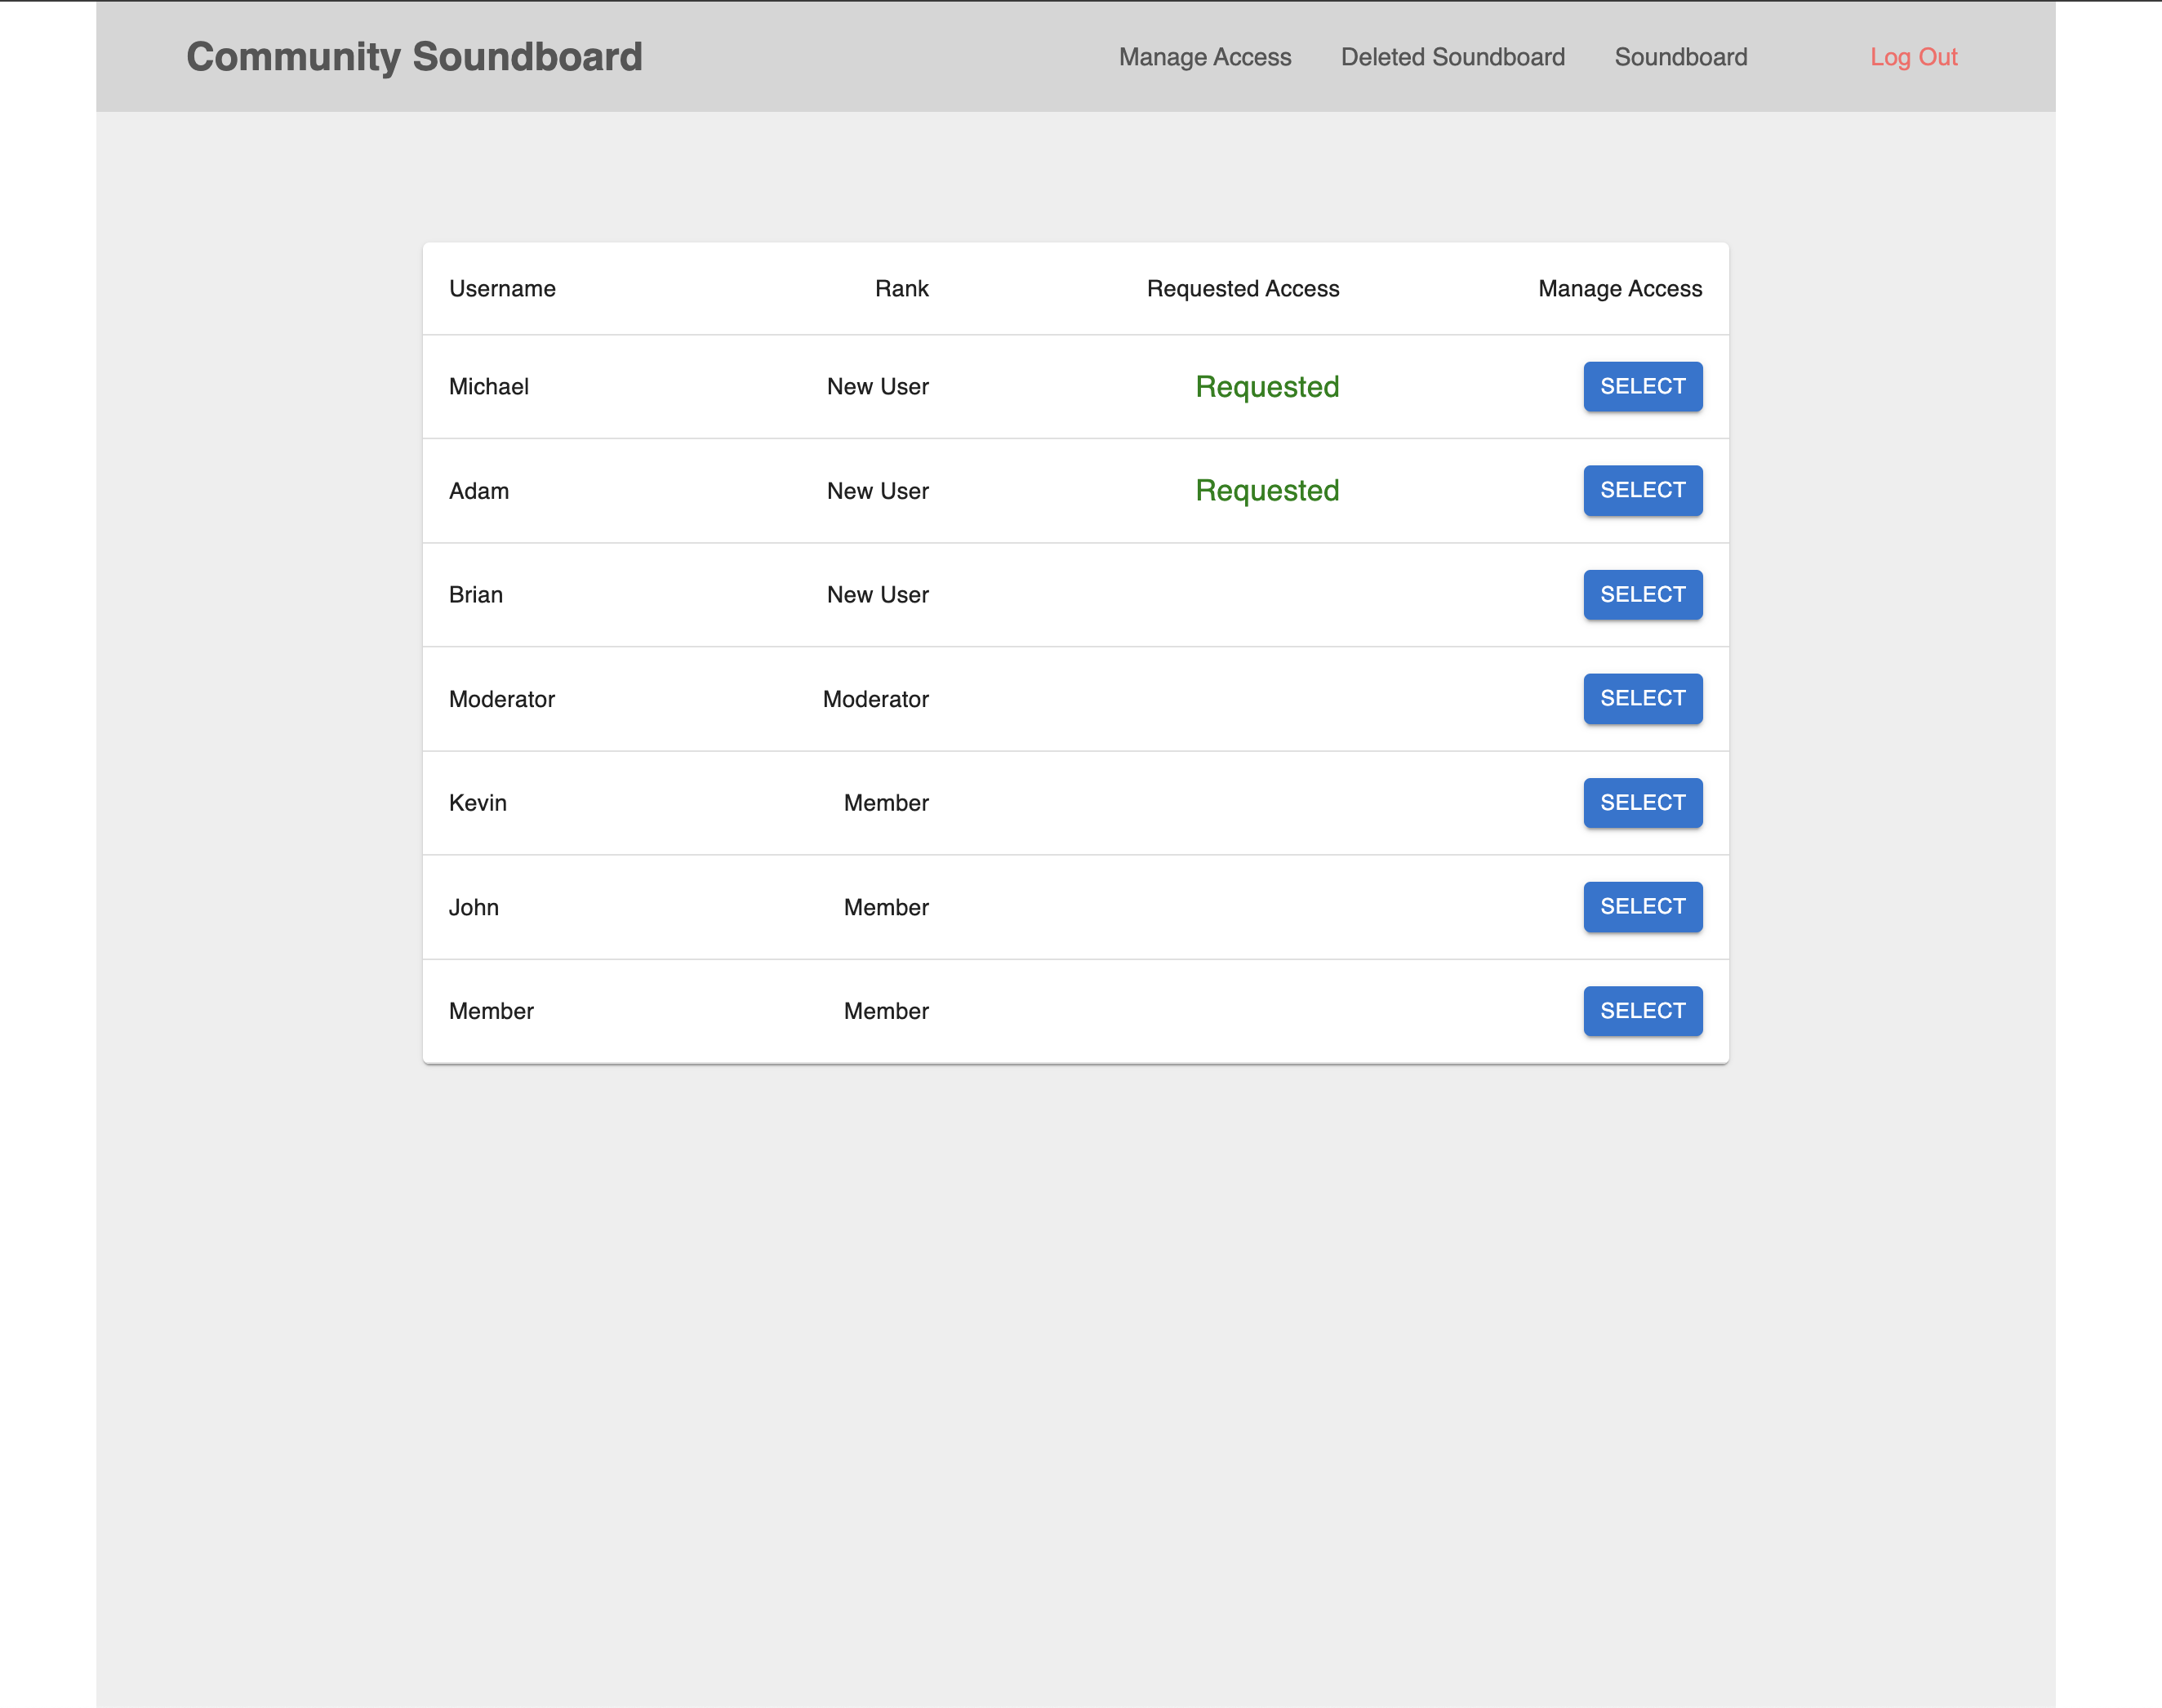 Community Soundboard Manage Access Deleted Soundboard Soundboard Log Out
Username Rank Requested Access Manage Access
Michael New User Requested SELECT
Adam New User Requested SELECT
Brian New User SELECT
Moderator Moderator SELECT
Kevin Member SELECT
John Member SELECT
Member Member SELECT